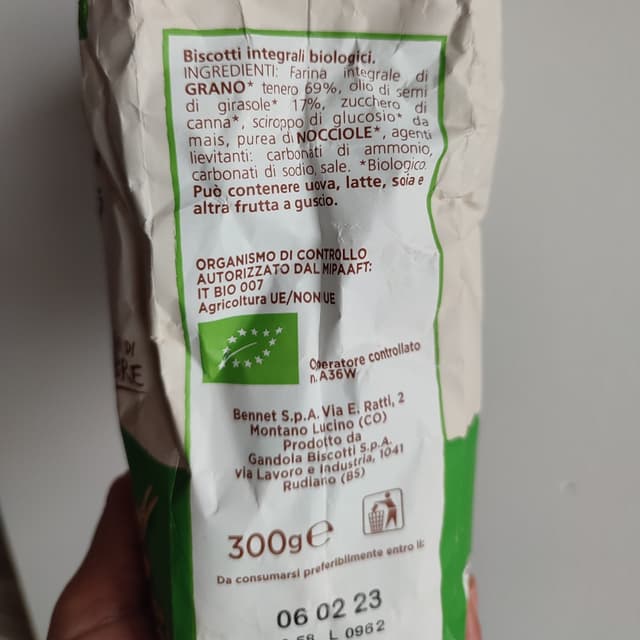 Biscotti integrali biologici.
INGREDIENTI: Farina integrale di
GRANO* tenero 69%, olio di semi
di girasole* 17%, zucchero di
canna*, sciroppo di glucosio* da
mais, purea di NOCCIOLE*, agenti
lievitanti: carbonati di ammonio,
carbonati di sodio, sale. *Biologico.
Può contenere uova, latte, soia e
altra frutta a guscio.
ORGANISMO DI CONTROLLO
AUTORIZZATO DAL MIPAAFT:
IT BIO 007
Agricoltura UE/NON UE
Operatore controllato
n. A36W
Bennet S.p.A. Via E. Ratti, 2
Montano Lucino (CO)
Prodotto da
Gandola Biscotti S.p.A.
via Lavoro e Industria, 1041
Rudiano (BS)
300g e
Da consumarsi preferibilmente entro il:
06 02 23
L 0962